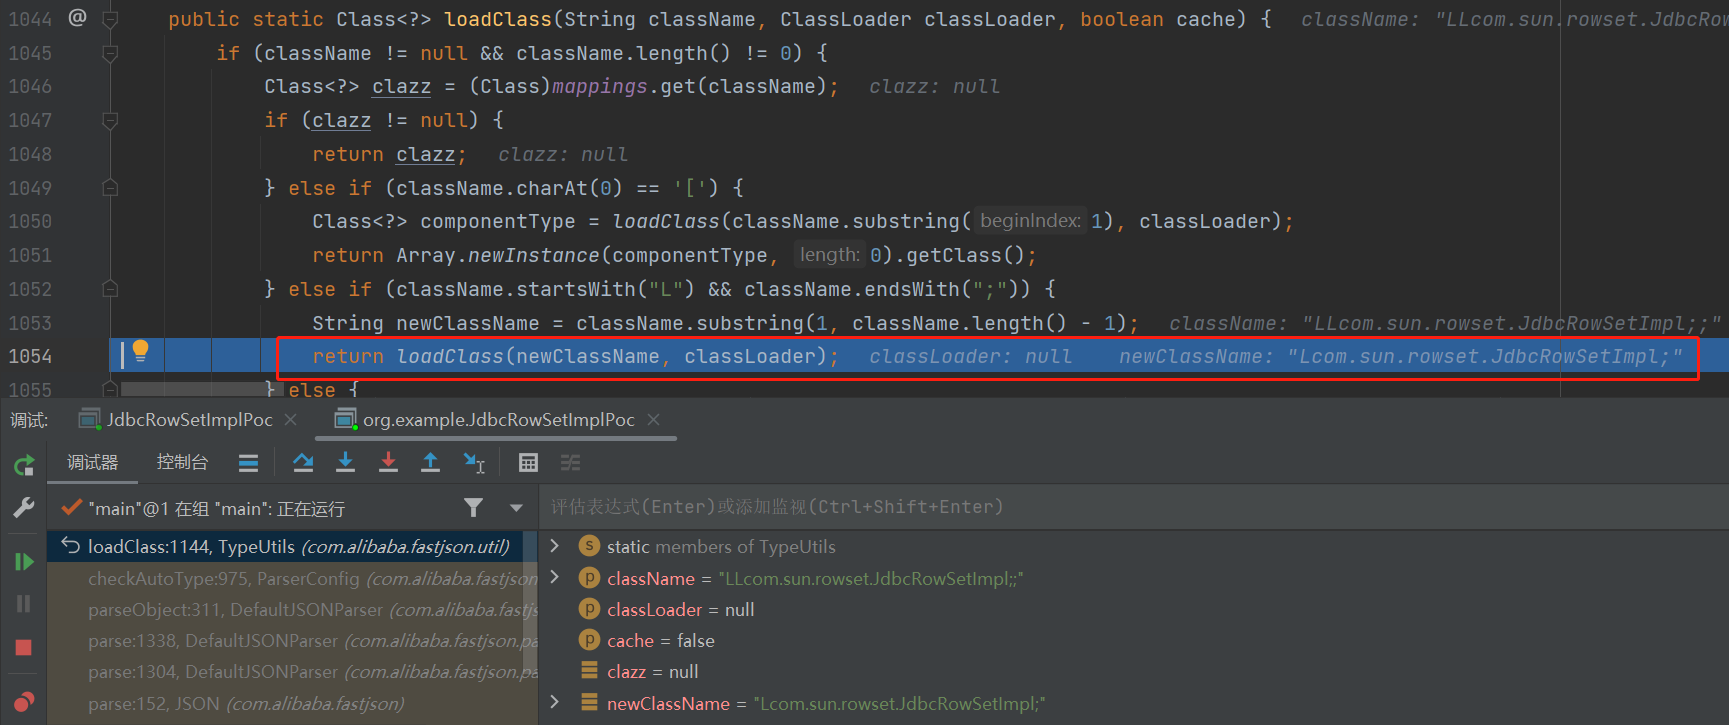 1044 @ public static Class<?> loadClass(String className, ClassLoader classLoader, boolean cache) { className: "LLcom.sun.rowset.JdbcRow
1045 if (className != null && className.length() != 0) {
1046 Class<?> clazz = (Class)mappings.get(className); clazz: null
1047 if (clazz != null) {
1048 return clazz; clazz: null
1049 } else if (className.charAt(0) == '[') {
1050 Class<?> componentType = loadClass(className.substring( beginIndex: 1), classLoader);
1051 return Array.newInstance(componentType, length: 0).getClass();
1052 } else if (className.startsWith("L") && className.endsWith(";")) {
1053 String newClassName = className.substring(1, className.length() - 1); className: "LLcom.sun.rowset.JdbcRowSetImpl;;"
1054 return loadClass(newClassName, classLoader); classLoader: null newClassName: "Lcom.sun.rowset.JdbcRowSetImpl;"
1055 } else {
调试: JdbcRowSetImplPoc org.example.JdbcRowSetImplPoc
调试器 控制台
"main"@1 在组 "main": 正在运行
评估表达式(Enter)或添加监视(Ctrl+Shift+Enter)
loadClass:1144, TypeUtils (com.alibaba.fastjson.util)
checkAutoType:975, ParserConfig (com.alibaba.fastjson
parseObject:311, DefaultJSONParser (com.alibaba.fastjs
parse:1338, DefaultJSONParser (com.alibaba.fastjson.pa
parse:1304, DefaultJSONParser (com.alibaba.fastjson.pa
parse:152, JSON (com.alibaba.fastjson)
s static members of TypeUtils
p className = "LLcom.sun.rowset.JdbcRowSetImpl;;"
p classLoader = null
p cache = false
clazz = null
newClassName = "Lcom.sun.rowset.JdbcRowSetImpl;"